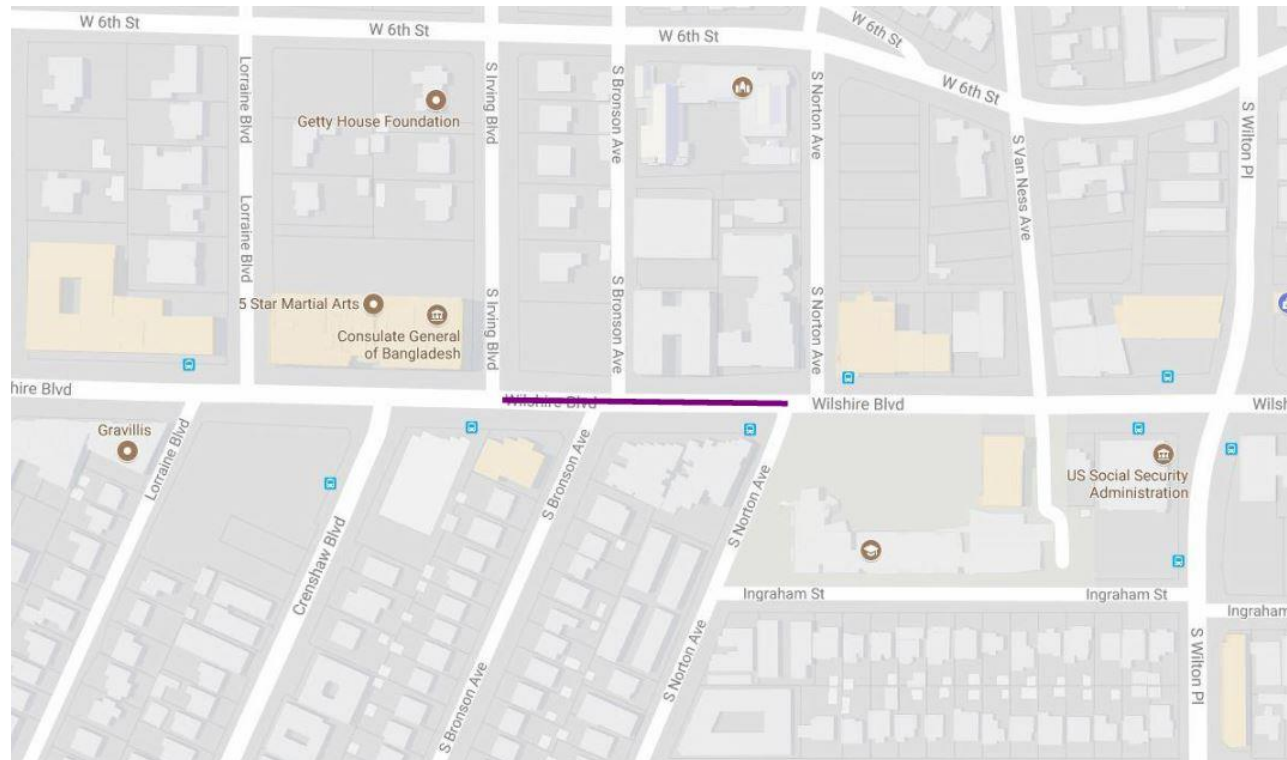 W 6th St
W 6th St
W 6th St
W 6th St
W 6th St
Lorraine Blvd
S Irving Blvd
S Bronson Ave
S Norton Ave
S Van Ness Ave
S Wilton Pl
Getty House Foundation
Lorraine Blvd
S Irving Blvd
S Bronson Ave
S Norton Ave
5 Star Martial Arts
Consulate General
of Bangladesh
hire Blvd
Wilshire Blvd
Wilshire Blvd
Wilsh
Gravillis
Lorraine Blvd
Crenshaw Blvd
S Bronson Ave
S Norton Ave
US Social Security
Administration
Ingraham St
Ingraham St
Ingraham
S Bronson Ave
S Norton Ave
S Wilton Pl